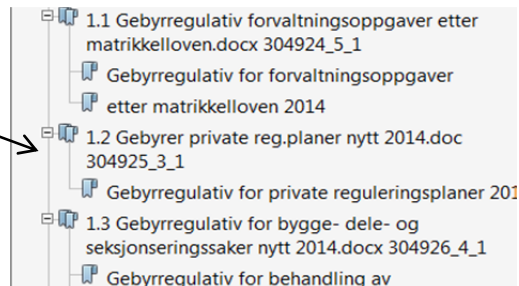 1.1 Gebyrregulativ forvaltningsoppgaver etter
matrikkelloven.docx 304924_5_1
Gebyrregulativ for forvaltningsoppgaver
etter matrikkelloven 2014
1.2 Gebyrer private reg.planer nytt 2014.doc
304925_3_1
Gebyrregulativ for private reguleringsplaner 201
1.3 Gebyrregulativ for bygge- dele- og
seksjoneringssaker nytt 2014.docx 304926_4_1
Gebyrregulativ for behandling av